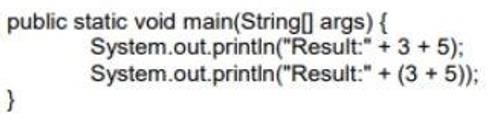 public static void main(String[] args) {
System.out.println("Result:" + 3 + 5);
System.out.println("Result:" + (3 + 5));
}